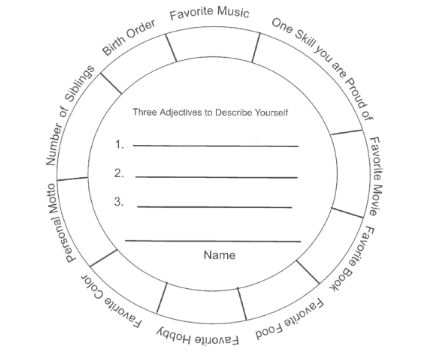 Favorite Music
One Skill you are Proud of
Favorite Movie
Favorite Book
Favorite Food
Favorite Hobby
Favorite Color
Personal Motto
Number of Siblings
Birth Order
Three Adjectives to Describe Yourself
1.
2.
3.
Name